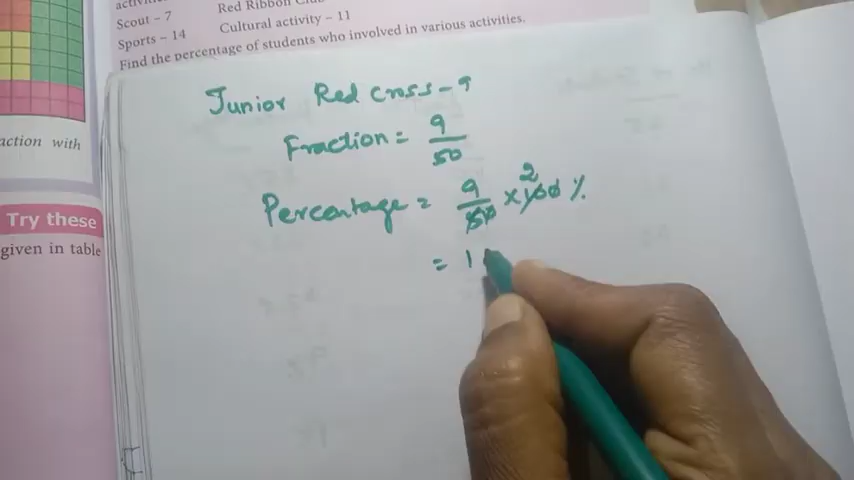 Scout – 7
Red Ribbon
Sports – 14
Cultural activity – 11
Find the percentage of students who involved in various activities.
Junior Red cross - 9
Fraction = 9/50
Percentage = 9/50 × 100 %
2
= 1
action with
Try these
given in table